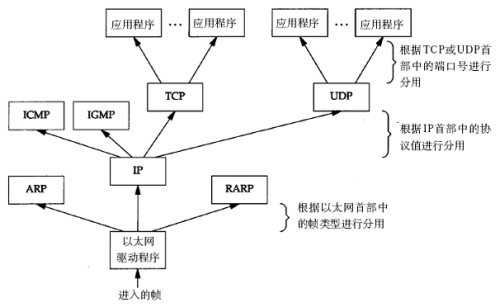 应用程序 … 应用程序 应用程序 … 应用程序
根据TCP或UDP首
部中的端口号进行
分用
TCP UDP
ICMP IGMP
根据IP首部中的协
议值进行分用
IP
ARP RARP
根据以太网首部中
的帧类型进行分用
以太网
驱动程序
进入的帧